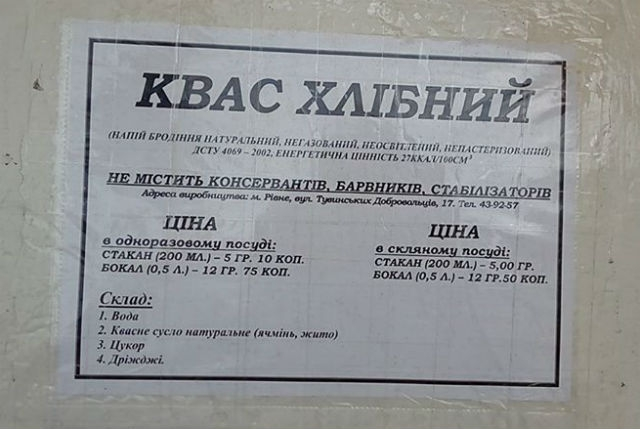 КВАС ХЛІБНИЙ
(НАПІЙ БРОДІННЯ НАТУРАЛЬНИЙ, НЕГАЗОВАНИЙ, НЕОСВІТЛЕНИЙ, НЕПАСТЕРИЗОВАНИЙ)
ДСТУ 4069 – 2002, ЕНЕРГЕТИЧНА ЦІННІСТЬ 27ККАЛ/100СМ³
НЕ МІСТИТЬ КОНСЕРВАНТІВ, БАРВНИКІВ, СТАБІЛІЗАТОРІВ
Адреса виробництва: м. Рівне, вул. Тувинських Добровольців, 17. Тел. 43-92-57
ЦІНА
в одноразовому посуді:
СТАКАН (200 МЛ.) – 5 ГР. 10 КОП.
БОКАЛ (0,5 Л.) – 12 ГР. 75 КОП.
ЦІНА
в скляному посуді:
СТАКАН (200 МЛ.) – 5,00 ГР.
БОКАЛ (0,5 Л.) – 12 ГР.50 КОП.
Склад:
1. Вода
2. Квасне сусло натуральне (ячмінь, жито)
3. Цукор
4. Дріжджі.